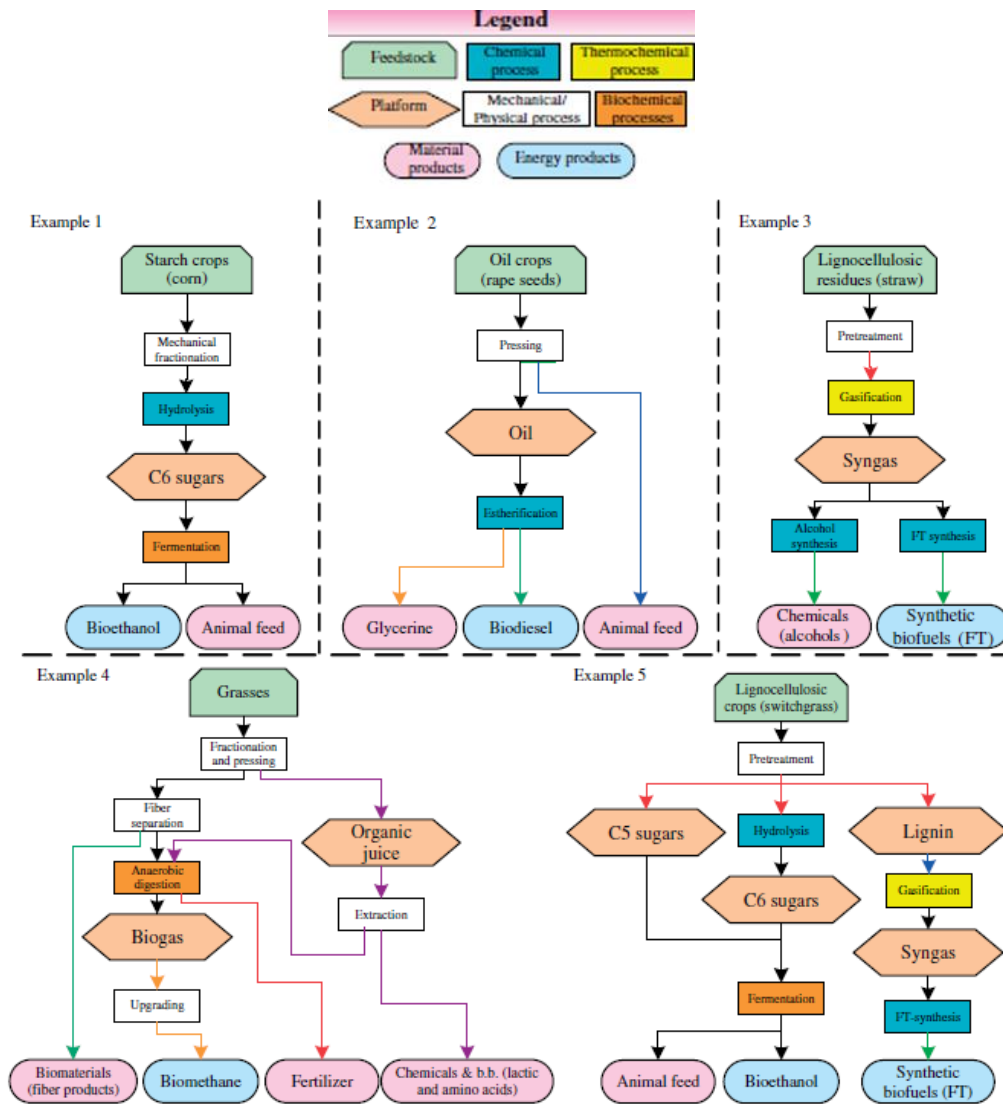 Legend
Feedstock
Chemical
process
Thermochemical
process
Platform
Mechanical/
Physical process
Biochemical
processes
Material
products
Energy products
Example 1
Starch crops
(corn)
Mechanical
fractionation
Hydrolysis
C6 sugars
Fermentation
Bioethanol
Animal feed
Example 2
Oil crops
(rape seeds)
Pressing
Oil
Estherification
Glycerine
Biodiesel
Animal feed
Example 3
Lignocellulosic
residues (straw)
Pretreatment
Gasification
Syngas
Alcohol
synthesis
FT synthesis
Chemicals
(alcohols )
Synthetic
biofuels (FT)
Example 4
Grasses
Fractionation
and pressing
Fiber
separation
Organic
juice
Anaerobic
digestion
Extraction
Biogas
Upgrading
Biomaterials
(fiber products)
Biomethane
Fertilizer
Chemicals & b.b. (lactic
and amino acids)
Example 5
Lignocellulosic
crops (switchgrass)
Pretreatment
C5 sugars
Hydrolysis
Lignin
C6 sugars
Gasification
Syngas
Fermentation
FT-synthesis
Animal feed
Bioethanol
Synthetic
biofuels (FT)